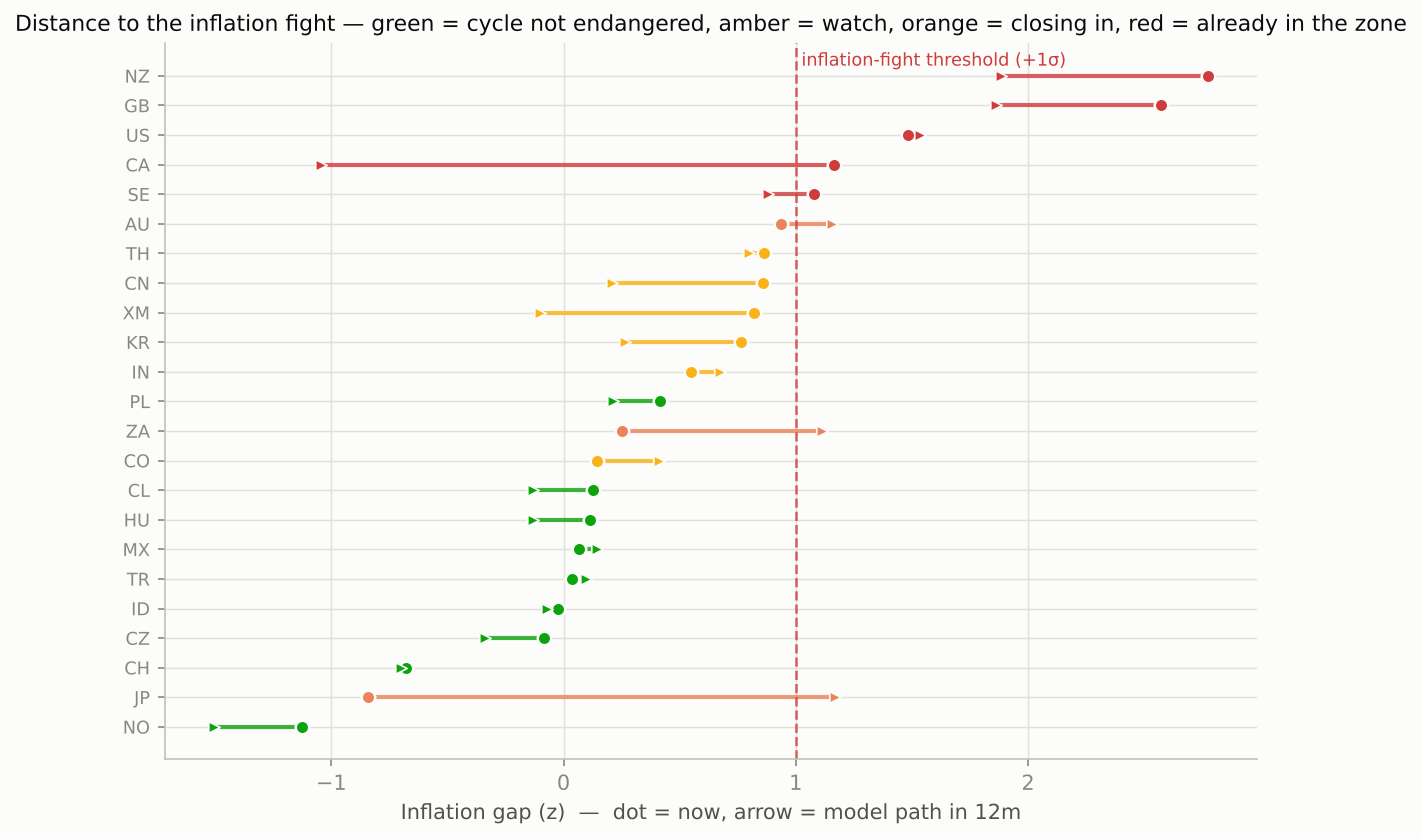 Distance to the inflation fight — green = cycle not endangered, amber = watch, orange = closing in, red = already in the zone
inflation-fight threshold (+1σ)
NZ
GB
US
CA
SE
AU
TH
CN
XM
KR
IN
PL
ZA
CO
CL
HU
MX
TR
ID
CZ
CH
JP
NO
−1 0 1 2
Inflation gap (z) — dot = now, arrow = model path in 12m